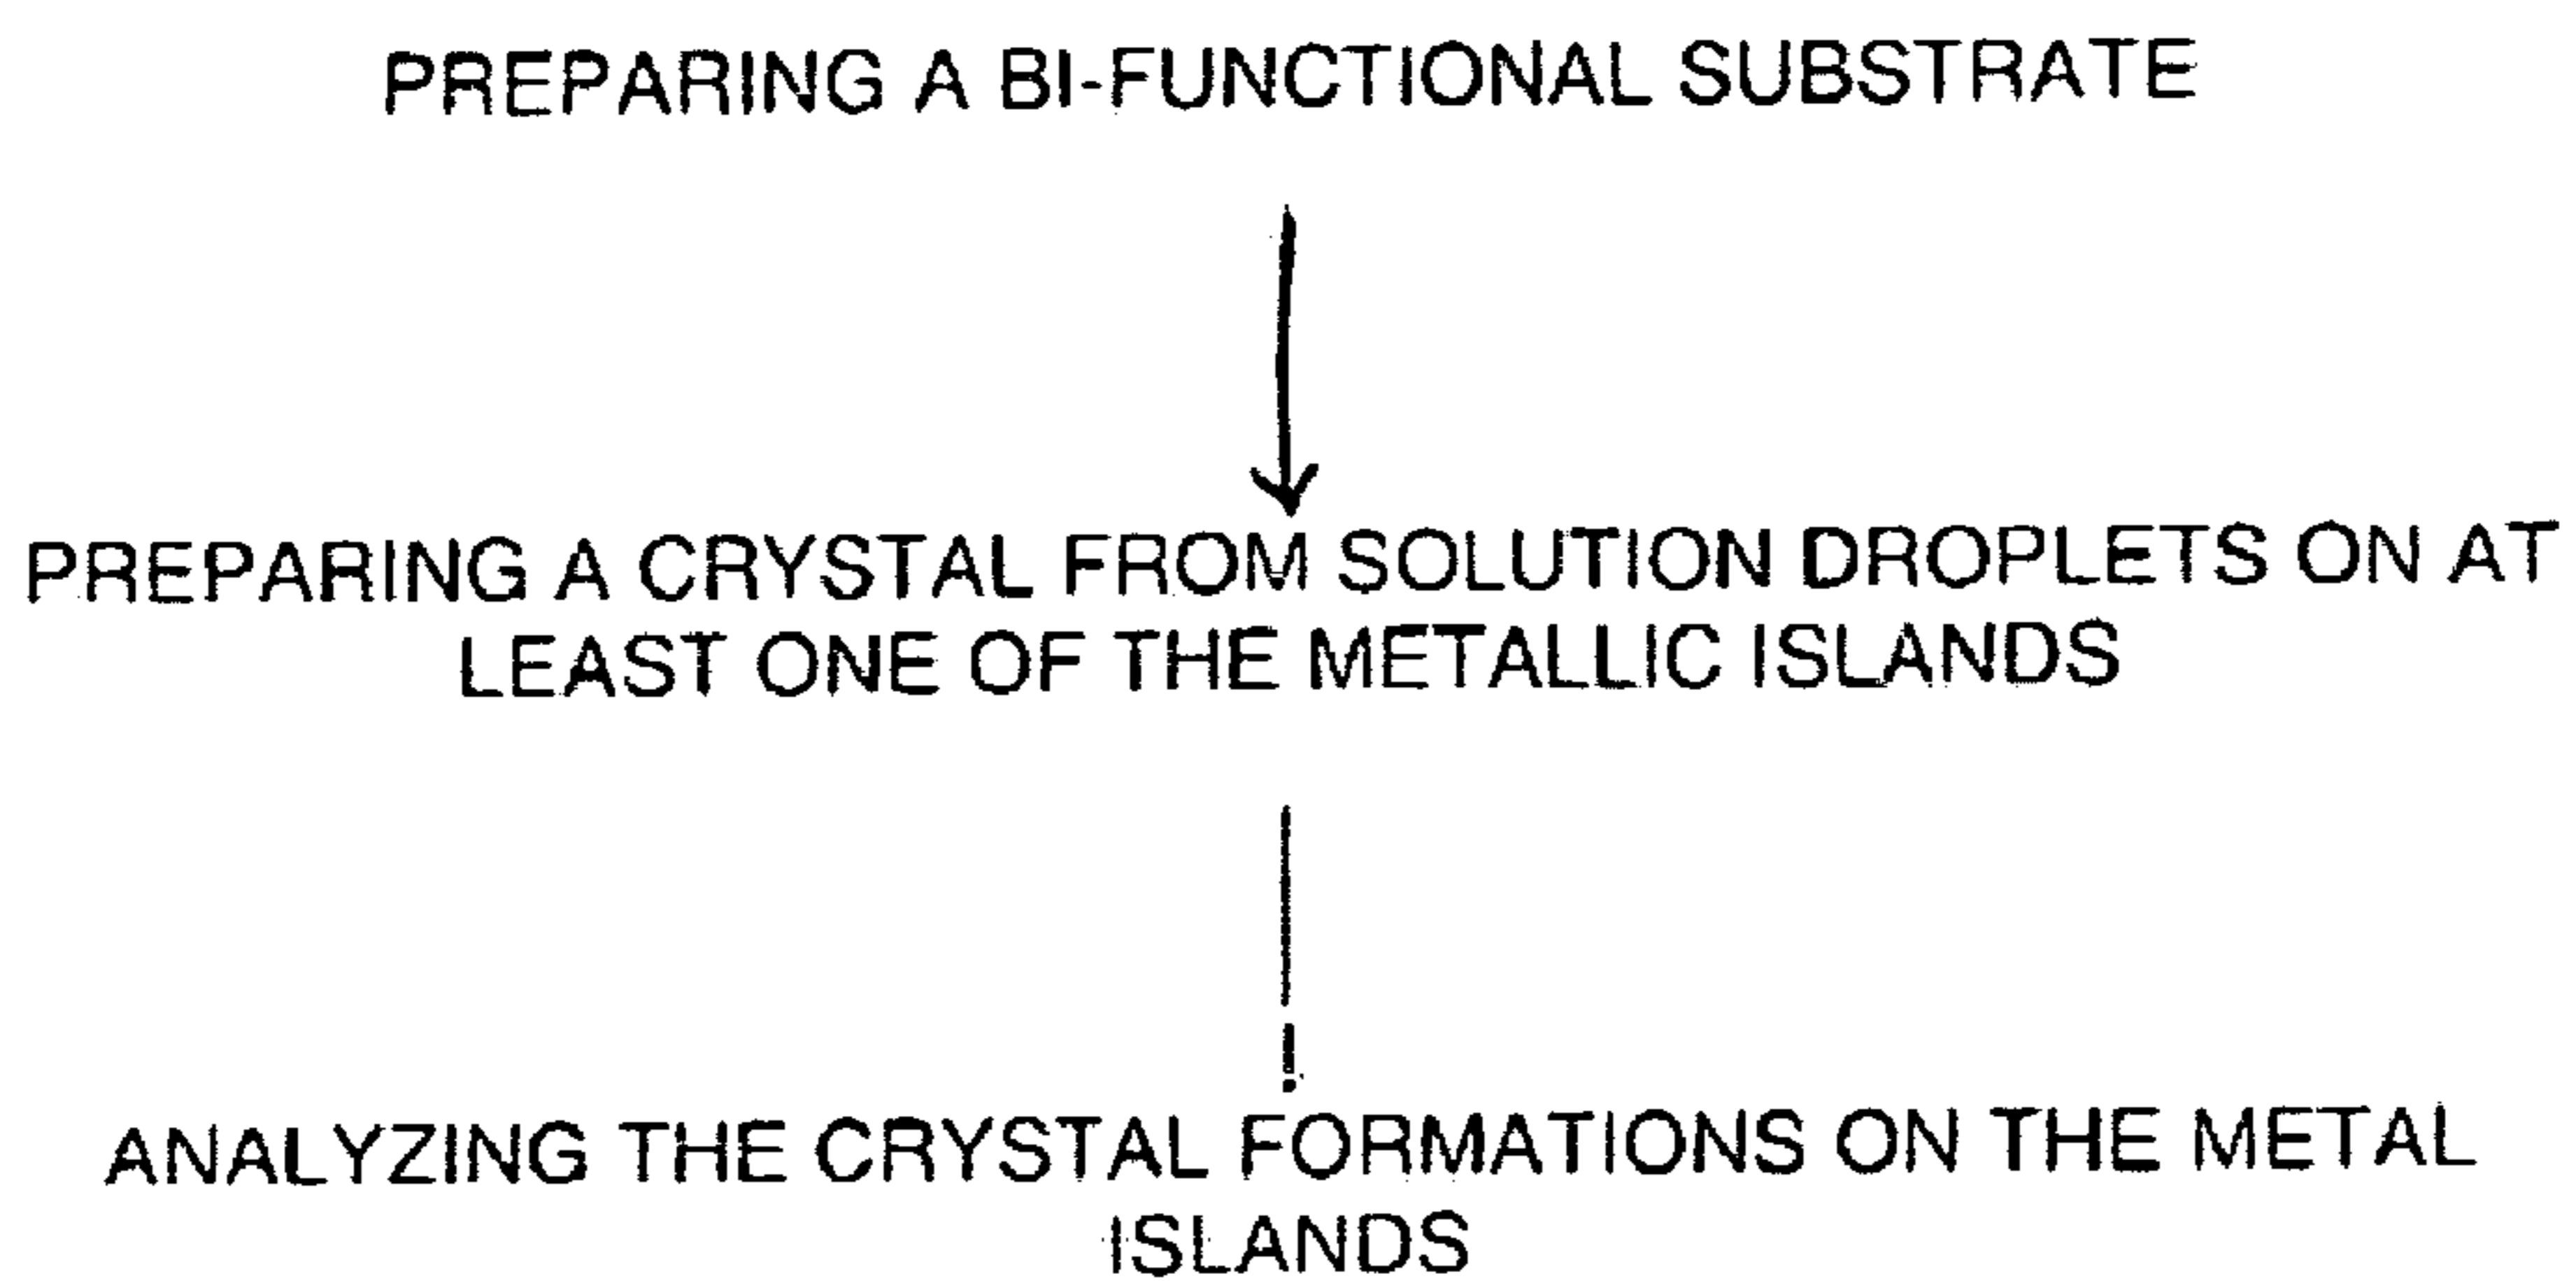 PREPARING A BI-FUNCTIONAL SUBSTRATE
PREPARING A CRYSTAL FROM SOLUTION DROPLETS ON AT
LEAST ONE OF THE METALLIC ISLANDS
ANALYZING THE CRYSTAL FORMATIONS ON THE METAL
ISLANDS